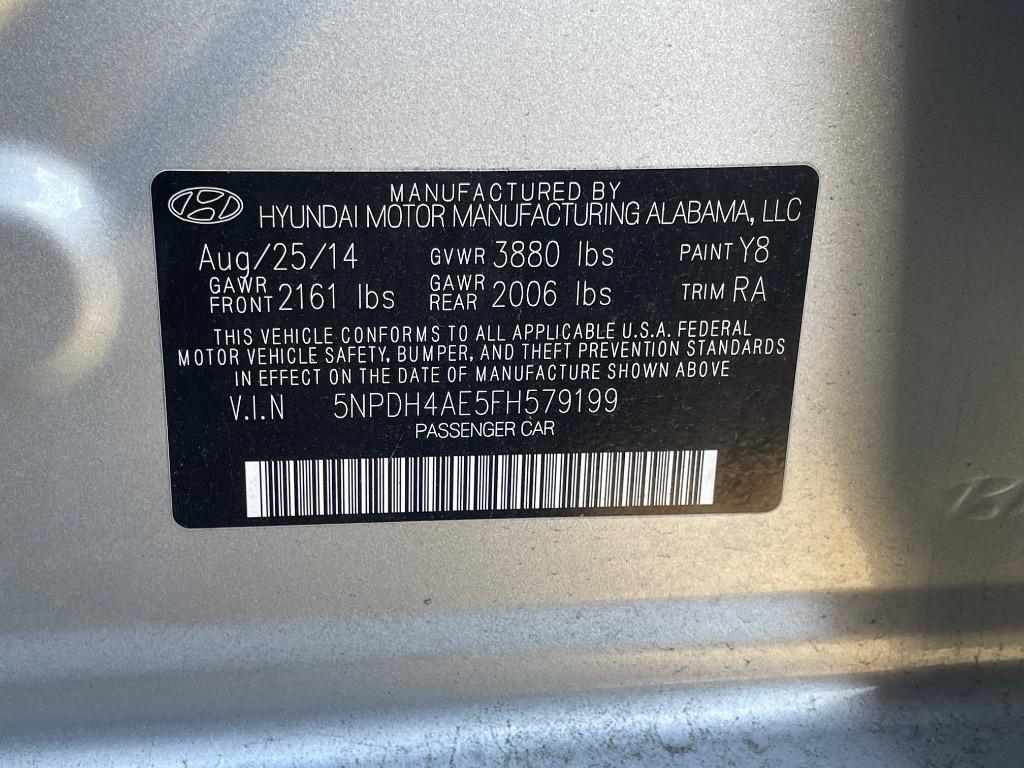 MANUFACTURED BY
HYUNDAI MOTOR MANUFACTURING ALABAMA, LLC
Aug/25/14 GVWR 3880 lbs PAINT Y8
GAWR FRONT 2161 lbs GAWR REAR 2006 lbs TRIM RA
THIS VEHICLE CONFORMS TO ALL APPLICABLE U.S.A. FEDERAL
MOTOR VEHICLE SAFETY, BUMPER, AND THEFT PREVENTION STANDARDS
IN EFFECT ON THE DATE OF MANUFACTURE SHOWN ABOVE
V.I.N 5NPDH4AE5FH579199
PASSENGER CAR